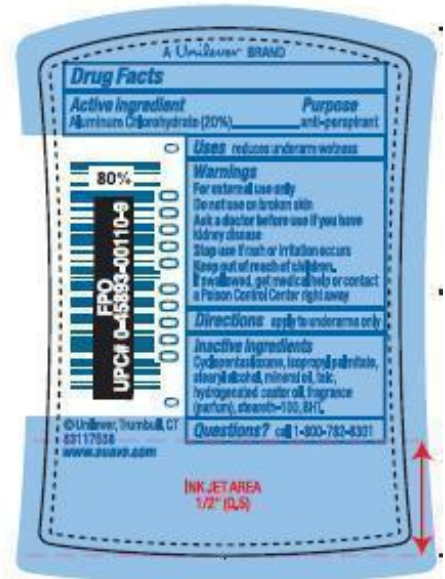 A Unilever BRAND
Drug Facts
Active ingredient Purpose
Aluminum Chlorohydrate (20%) anti-perspirant
Uses reduces underarm wetness
Warnings
For external use only
Do not use on broken skin
Ask a doctor before use if you have
kidney disease
Stop use if rash or irritation occurs
Keep out of reach of children.
If swallowed, get medical help or contact
a Poison Control Center right away
Directions apply to underarms only
Inactive ingredients
Cyclopentasiloxane, isopropyl palmitate,
stearyl alcohol, mineral oil, talc,
hydrogenated castor oil, fragrance
(parfum), steareth-100, BHT.
Questions? call 1-800-782-8301
80%
FPO
UPC# 0-45893-00110-9
© Unilever, Trumbull, CT
83117538
www.suave.com
INKJET AREA
1/2" (0,5)